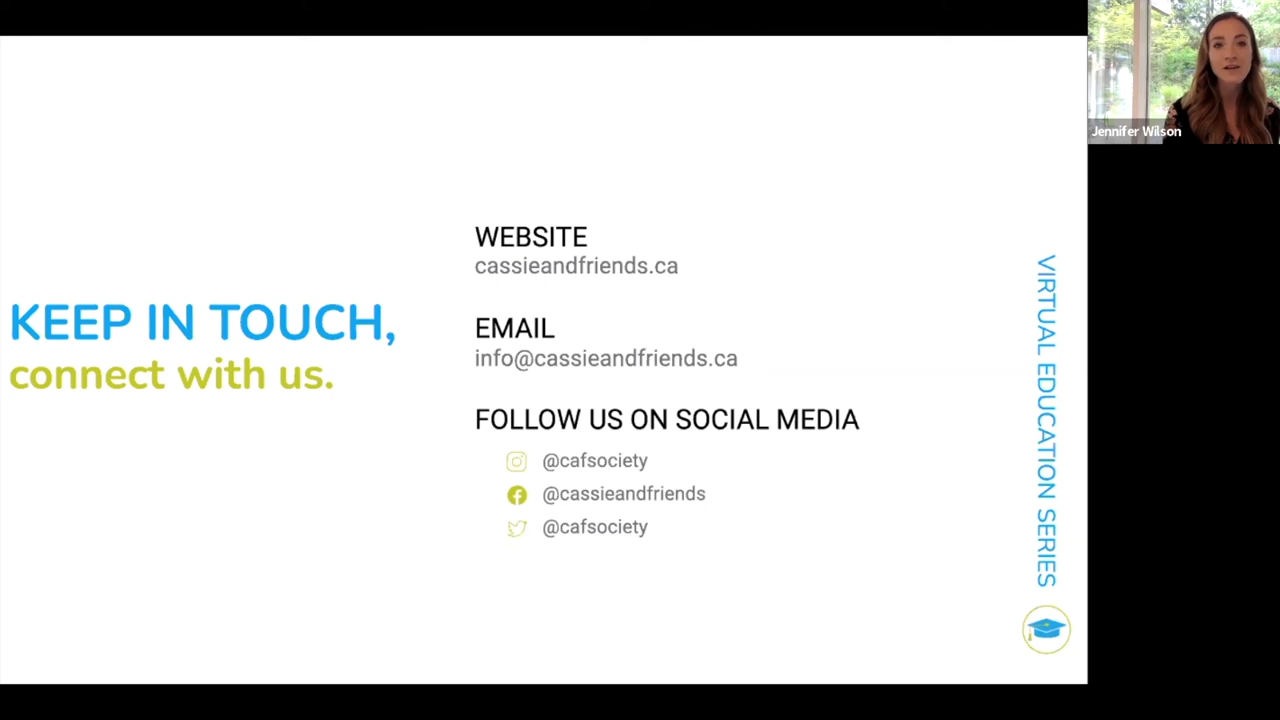 KEEP IN TOUCH,
connect with us.
WEBSITE
cassieandfriends.ca
EMAIL
info@cassieandfriends.ca
FOLLOW US ON SOCIAL MEDIA
@cafsociety
@cassieandfriends
@cafsociety
VIRTUAL EDUCATION SERIES
Jennifer Wilson